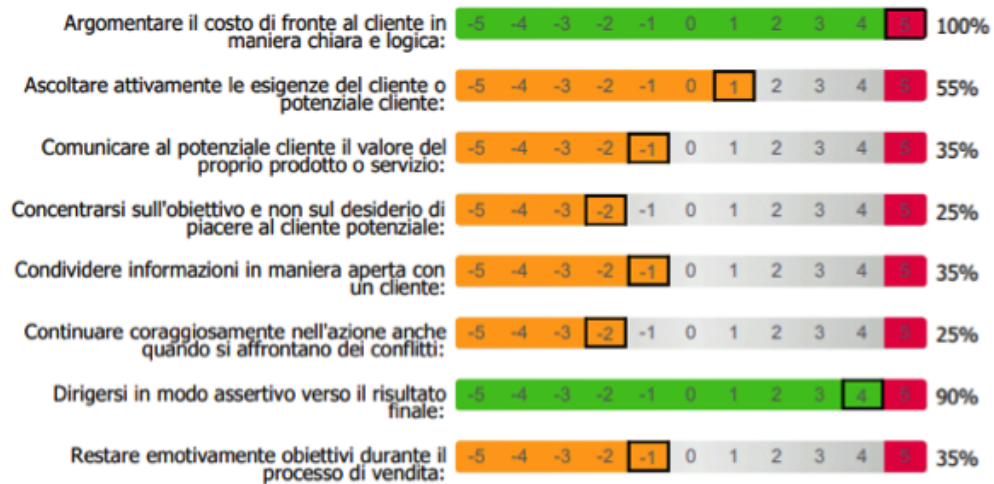 Argomentare il costo di fronte al cliente in
maniera chiara e logica:
-5 -4 -3 -2 -1 0 1 2 3 4 5 100%
Ascoltare attivamente le esigenze del cliente o
potenziale cliente:
-5 -4 -3 -2 -1 0 1 2 3 4 5 55%
Comunicare al potenziale cliente il valore del
proprio prodotto o servizio:
-5 -4 -3 -2 -1 0 1 2 3 4 5 35%
Concentrarsi sull'obiettivo e non sul desiderio di
piacere al cliente potenziale:
-5 -4 -3 -2 -1 0 1 2 3 4 5 25%
Condividere informazioni in maniera aperta con
un cliente:
-5 -4 -3 -2 -1 0 1 2 3 4 5 35%
Continuare coraggiosamente nell'azione anche
quando si affrontano dei conflitti:
-5 -4 -3 -2 -1 0 1 2 3 4 5 25%
Dirigersi in modo assertivo verso il risultato
finale:
-5 -4 -3 -2 -1 0 1 2 3 4 5 90%
Restare emotivamente obiettivi durante il
processo di vendita:
-5 -4 -3 -2 -1 0 1 2 3 4 5 35%